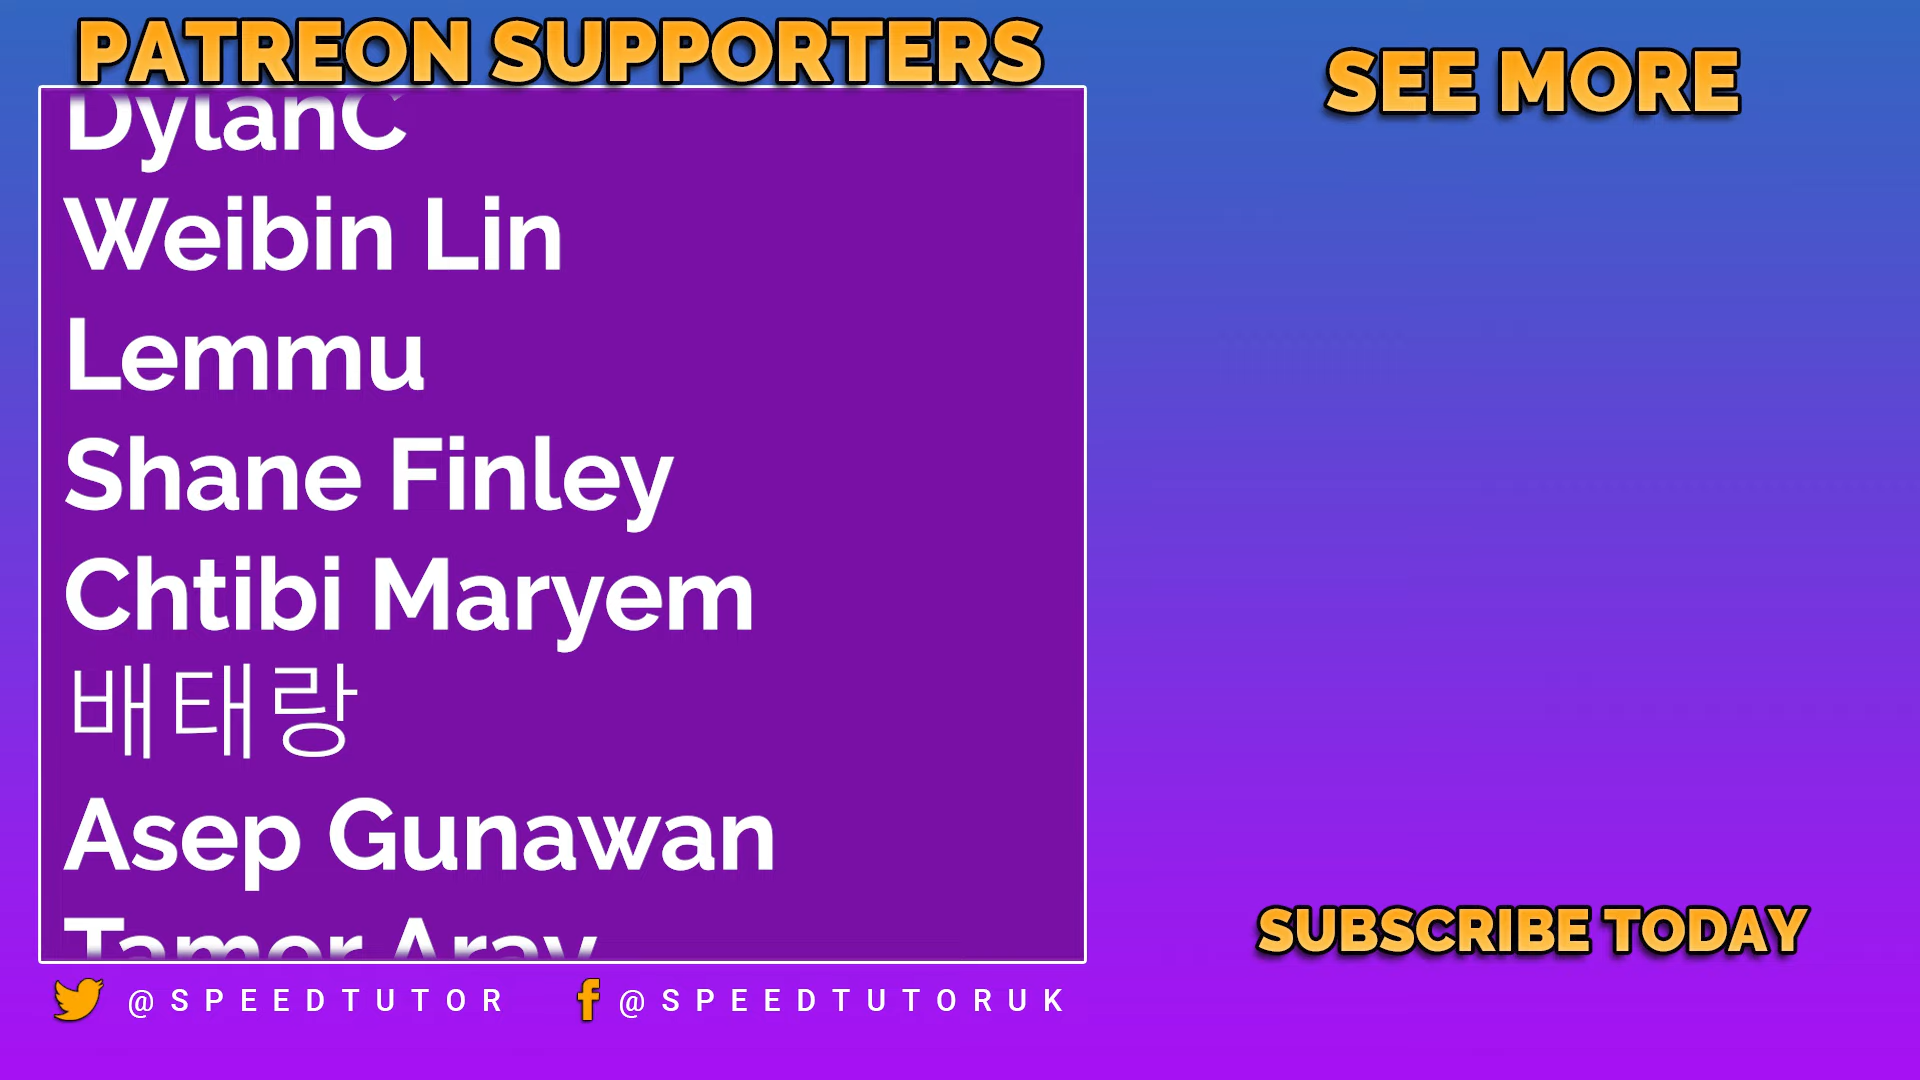 PATREON SUPPORTERS
SEE MORE
DylanC
Weibin Lin
Lemmu
Shane Finley
Chtibi Maryem
배태랑
Asep Gunawan
SUBSCRIBE TODAY
@SPEEDTUTOR
@SPEEDTUTORUK